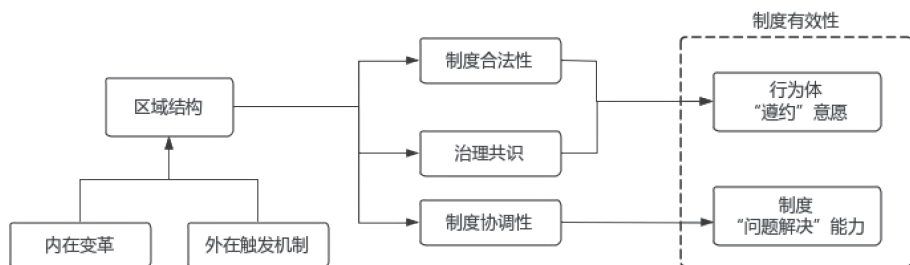 制度有效性
制度合法性
行为体
“遵约”意愿
区域结构
治理共识
制度
“问题解决”能力
制度协调性
内在变革
外在触发机制